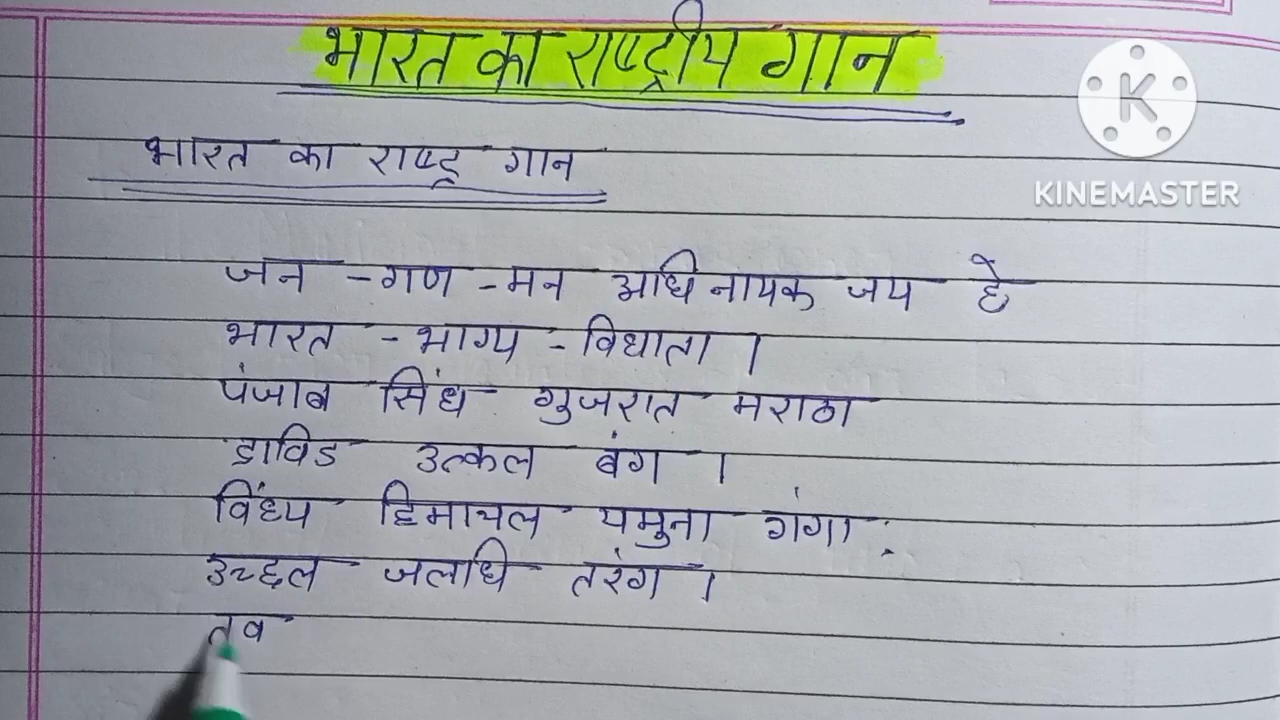 भारत का राष्ट्रीय गान
K
KINEMASTER
भारत का राष्ट्र गान
जन - गण - मन अधिनायक जय हे
भारत - भाग्य - विधाता ।
पंजाब सिंध गुजरात मराठा
द्राविड उत्कल बंग ।
विंध्य हिमाचल यमुना गंगा
उच्छल जलधि तरंग ।
तव